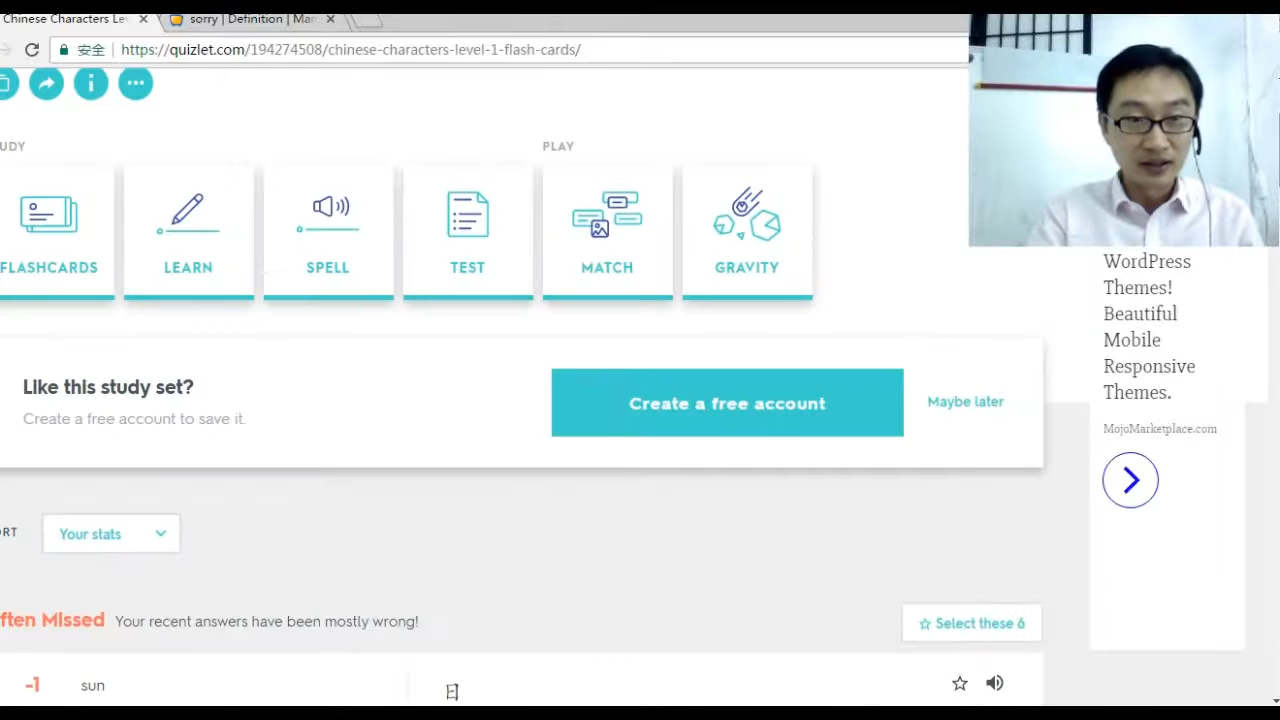 Chinese Characters Lev
sorry | Definition | Man
安全
https://quizlet.com/194274508/chinese-characters-level-1-flash-cards/
UDY
PLAY
FLASHCARDS
LEARN
SPELL
TEST
MATCH
GRAVITY
WordPress
Themes!
Beautiful
Mobile
Responsive
Themes.
MojoMarketplace.com
Like this study set?
Create a free account to save it.
Create a free account
Maybe later
ORT
Your stats
ften Missed
Your recent answers have been mostly wrong!
Select these 6
-1
sun
日